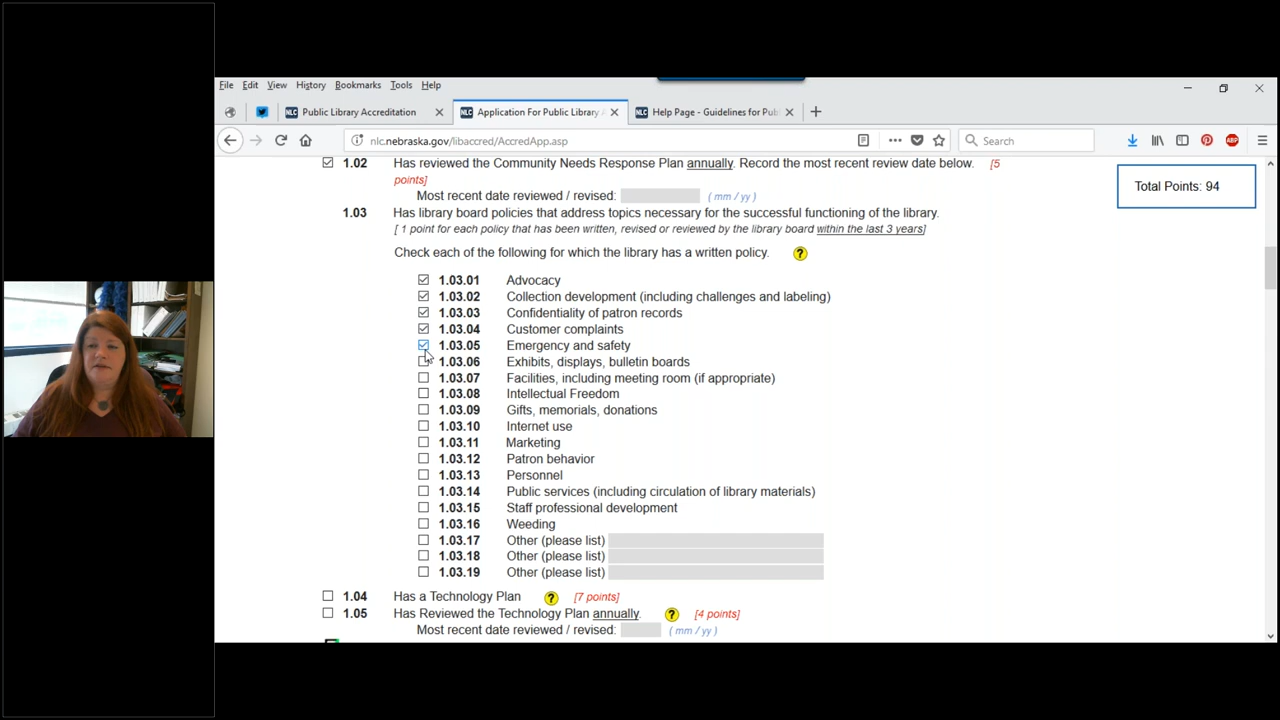 File Edit View History Bookmarks Tools Help
NLC Public Library Accreditation × NLC Application For Public Library A × NLC Help Page - Guidelines for Pub × +
nlc.nebraska.gov/libaccred/AccredApp.asp Search ABP
1.02 Has reviewed the Community Needs Response Plan annually. Record the most recent review date below. [5
points]
Most recent date reviewed / revised: ( mm / yy )
Total Points: 94
1.03 Has library board policies that address topics necessary for the successful functioning of the library.
[ 1 point for each policy that has been written, revised or reviewed by the library board within the last 3 years]
Check each of the following for which the library has a written policy. ?
1.03.01 Advocacy
1.03.02 Collection development (including challenges and labeling)
1.03.03 Confidentiality of patron records
1.03.04 Customer complaints
1.03.05 Emergency and safety
1.03.06 Exhibits, displays, bulletin boards
1.03.07 Facilities, including meeting room (if appropriate)
1.03.08 Intellectual Freedom
1.03.09 Gifts, memorials, donations
1.03.10 Internet use
1.03.11 Marketing
1.03.12 Patron behavior
1.03.13 Personnel
1.03.14 Public services (including circulation of library materials)
1.03.15 Staff professional development
1.03.16 Weeding
1.03.17 Other (please list)
1.03.18 Other (please list)
1.03.19 Other (please list)
1.04 Has a Technology Plan ? [7 points]
1.05 Has Reviewed the Technology Plan annually. ? [4 points]
Most recent date reviewed / revised: ( mm / yy )